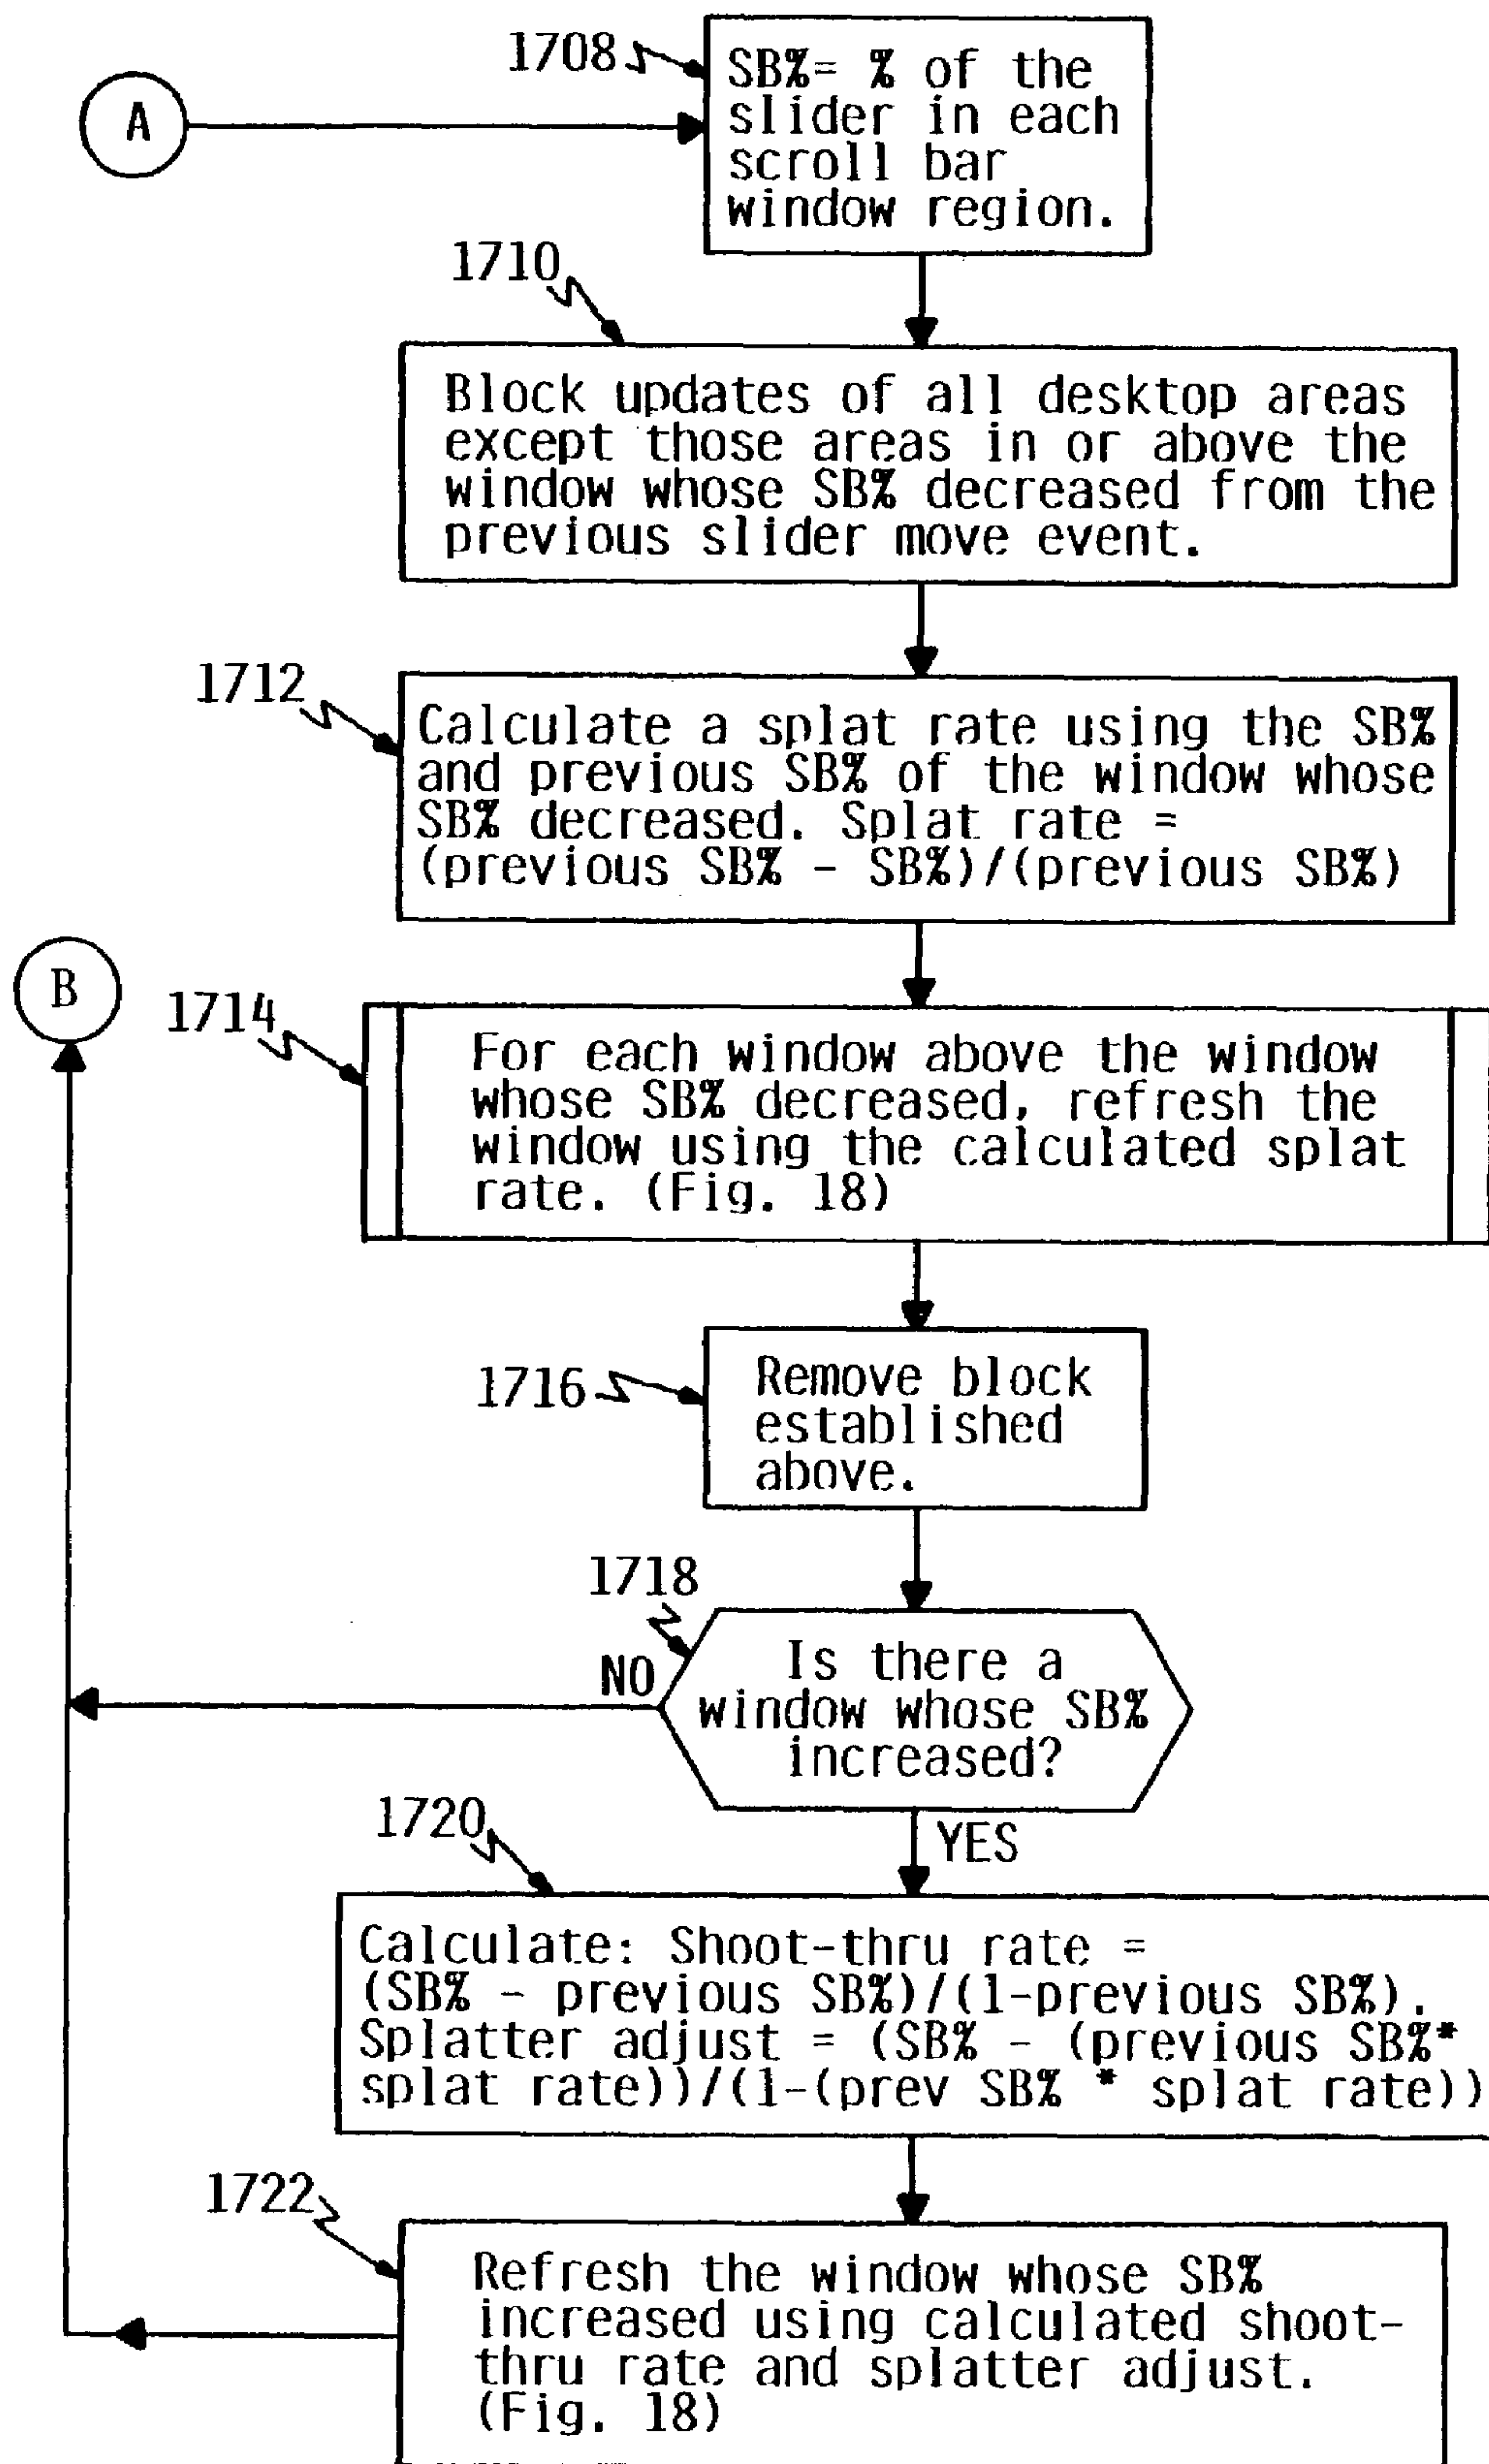 1708
A
SB%= % of the
slider in each
scroll bar
window region.
1710
Block updates of all desktop areas
except those areas in or above the
window whose SB% decreased from the
previous slider move event.
1712
Calculate a splat rate using the SB%
and previous SB% of the window whose
SB% decreased. Splat rate =
(previous SB% - SB%)/(previous SB%)
B
1714
For each window above the window
whose SB% decreased, refresh the
window using the calculated splat
rate. (Fig. 18)
1716
Remove block
established
above.
1718
NO
Is there a
window whose SB%
increased?
1720
YES
Calculate: Shoot-thru rate =
(SB% - previous SB%)/(1-previous SB%).
Splatter adjust = (SB% - (previous SB%*
splat rate))/(1-(prev SB% * splat rate))
1722
Refresh the window whose SB%
increased using calculated shoot-
thru rate and splatter adjust.
(Fig. 18)